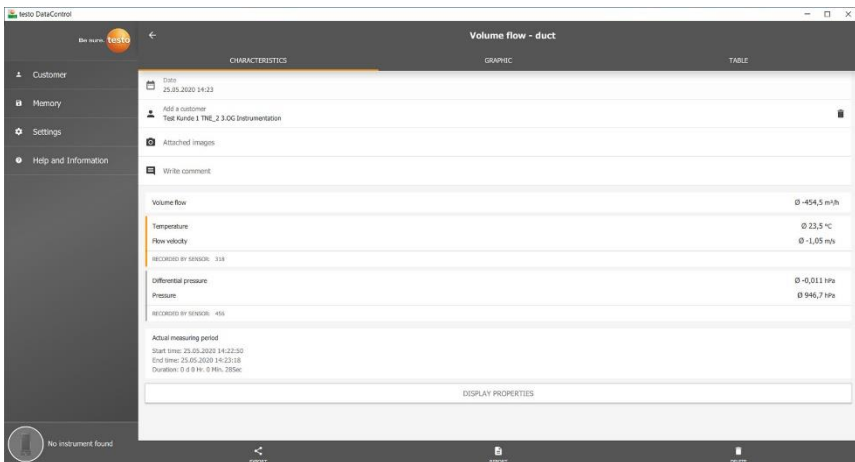 testo DataControl
Be sure. testo
Volume flow - duct
CHARACTERISTICS GRAPHIC TABLE
Customer
Memory
Settings
Help and Information
Date
25.05.2020 14:23
Add a customer
Test Kunde 1 TNE_2 3.OG Instrumentation
Attached images
Write comment
Volume flow Ø -454,5 m³/h
Temperature Ø 23,5 °C
Flow velocity Ø -1,05 m/s
RECORDED BY SENSOR: 318
Differential pressure Ø -0,011 hPa
Pressure Ø 946,7 hPa
RECORDED BY SENSOR: 456
Actual measuring period
Start time: 25.05.2020 14:22:50
End time: 25.05.2020 14:23:18
Duration: 0 d 0 Hr. 0 Min. 28Sec
DISPLAY PROPERTIES
No instrument found